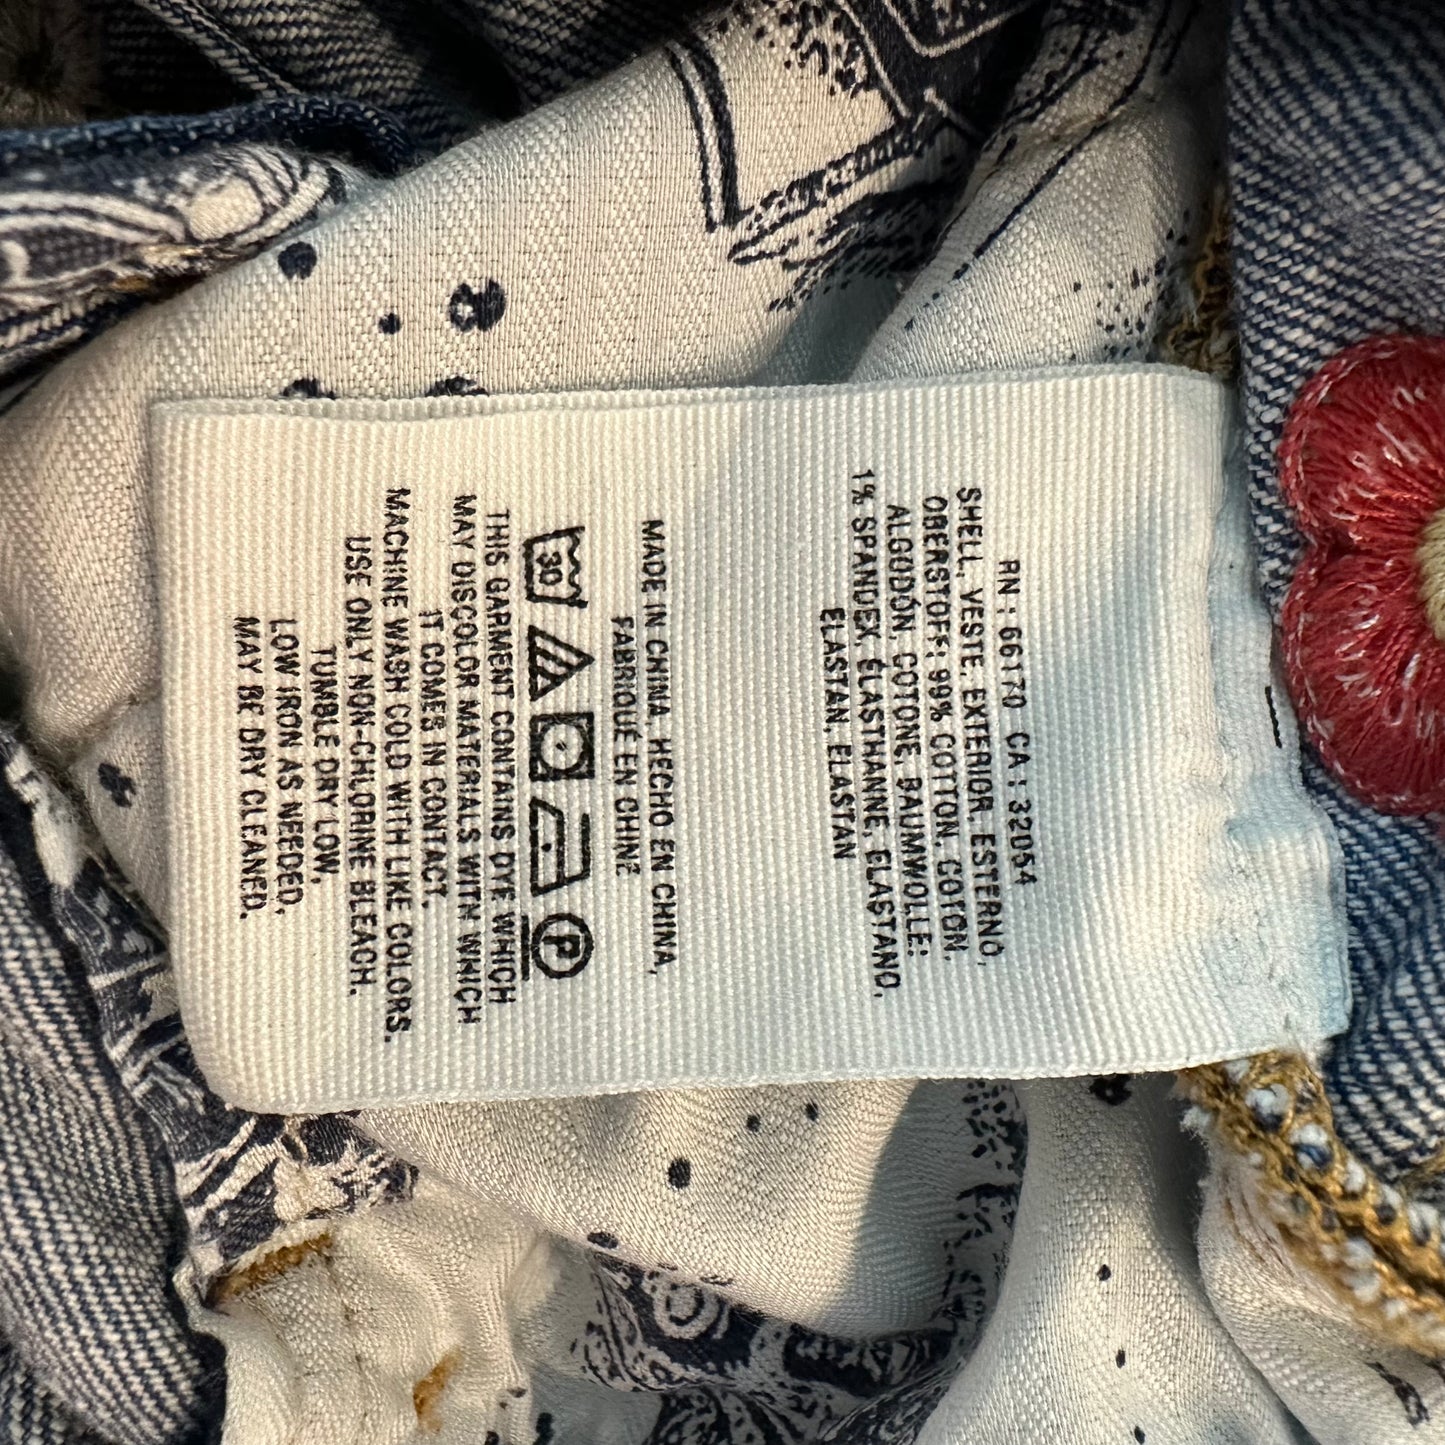 RN: 66170 CA: 32054
SHELL, VESTE, EXTERIOR, ESTERNO,
OBERSTOFF: 99% COTTON, COTON,
ALGODÓN, COTONE, BAUMWOLLE;
1% SPANDEX, ÉLASTHANNE, ELASTANO,
ELASTAN, ELASTAN
MADE IN CHINA, HECHO EN CHINA,
FABRIQUÉ EN CHINE
30 P
THIS GARMENT CONTAINS DYE WHICH
MAY DISCOLOR MATERIALS WITH WHICH
IT COMES IN CONTACT.
MACHINE WASH COLD WITH LIKE COLORS.
USE ONLY NON-CHLORINE BLEACH.
TUMBLE DRY LOW,
LOW IRON AS NEEDED,
MAY BE DRY CLEANED.